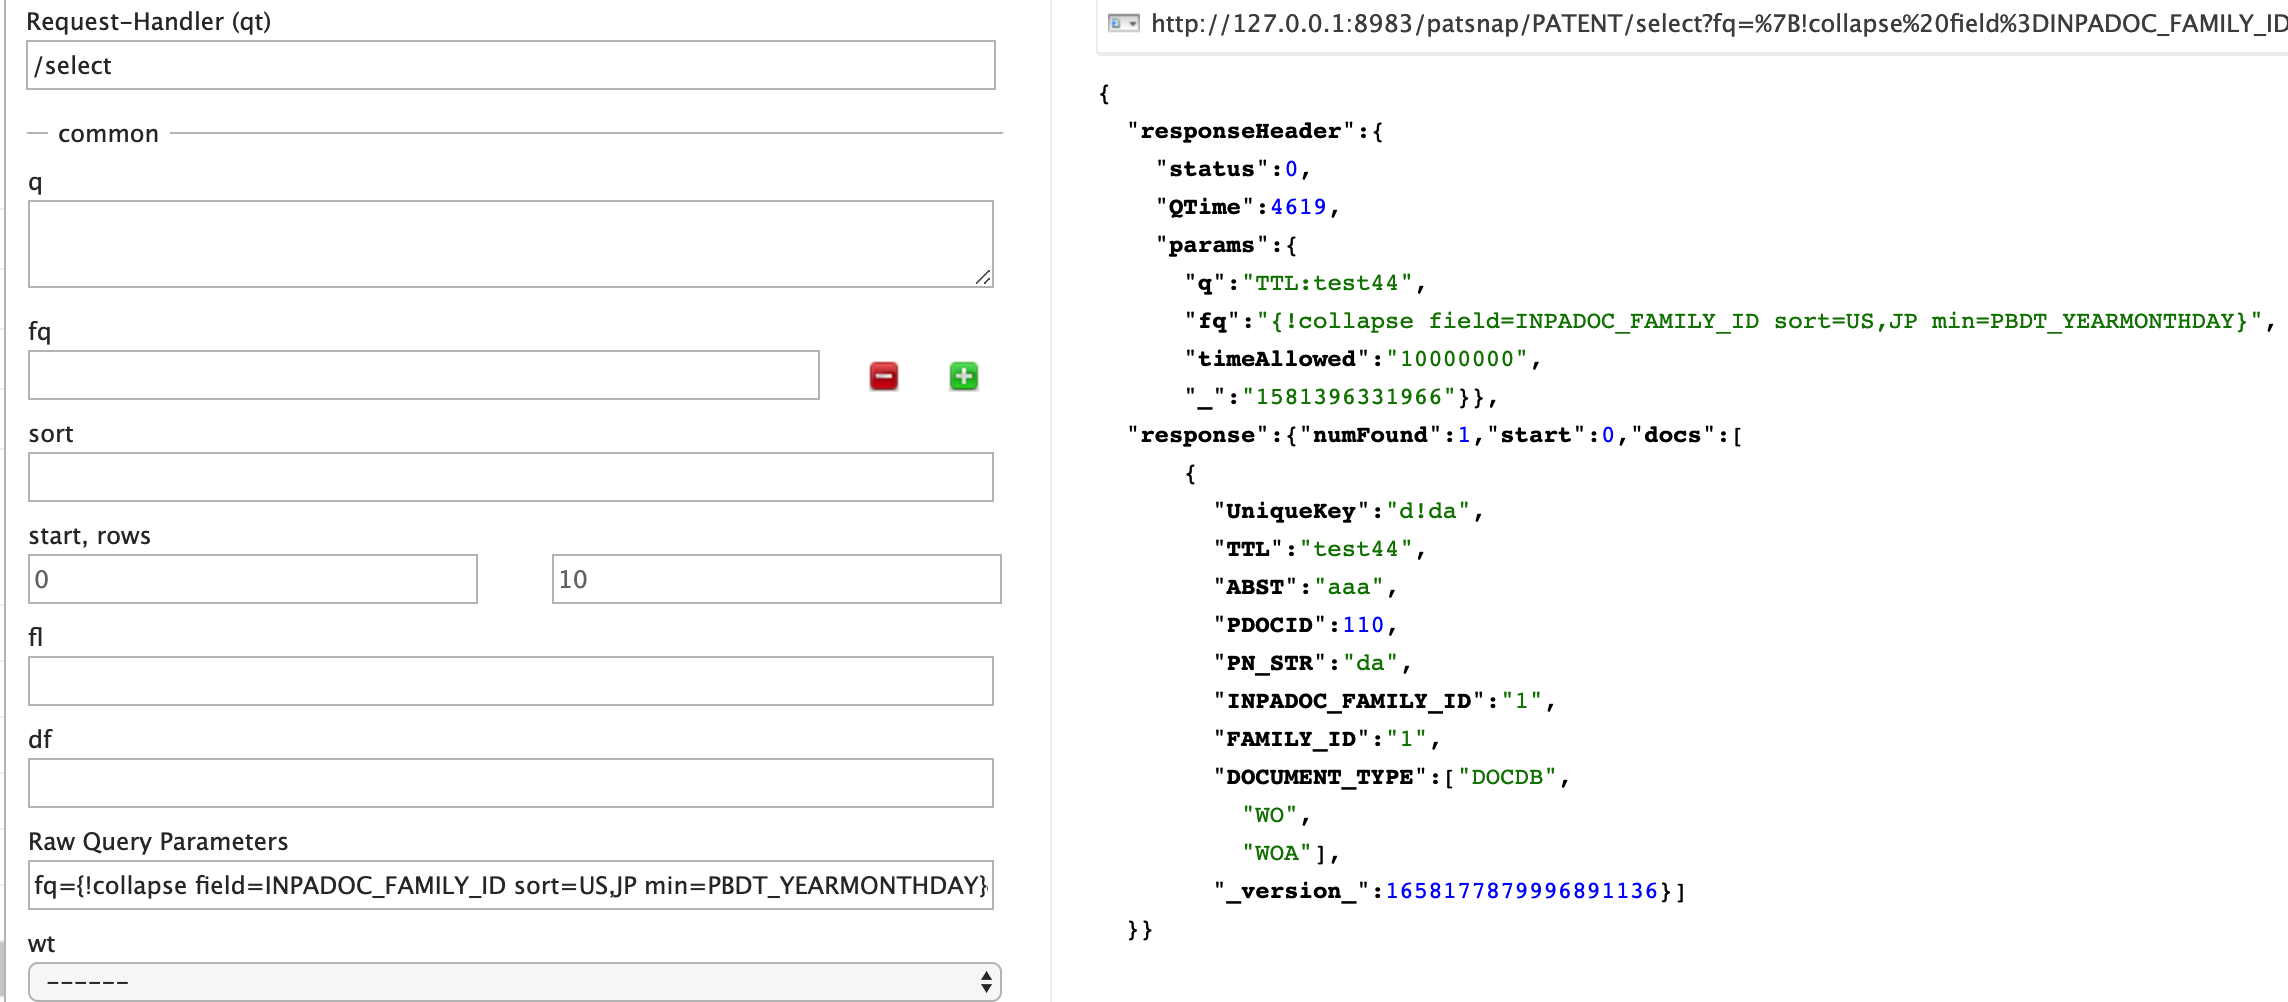 Request-Handler (qt)
/select
common
q
fq
sort
start, rows
0
10
fl
df
Raw Query Parameters
fq={!collapse field=INPADOC_FAMILY_ID sort=US,JP min=PBDT_YEARMONTHDAY}
wt
------
http://127.0.0.1:8983/patsnap/PATENT/select?fq=%7B!collapse%20field%3DINPADOC_FAMILY_ID
{
"responseHeader":{
"status":0,
"QTime":4619,
"params":{
"q":"TTL:test44",
"fq":"{!collapse field=INPADOC_FAMILY_ID sort=US,JP min=PBDT_YEARMONTHDAY}",
"timeAllowed":"10000000",
"_":"1581396331966"}},
"response":{"numFound":1,"start":0,"docs":[
{
"UniqueKey":"d!da",
"TTL":"test44",
"ABST":"aaa",
"PDOCID":110,
"PN_STR":"da",
"INPADOC_FAMILY_ID":"1",
"FAMILY_ID":"1",
"DOCUMENT_TYPE":["DOCDB",
"WO",
"WOA"],
"_version_":1658177879996891136}]
}}